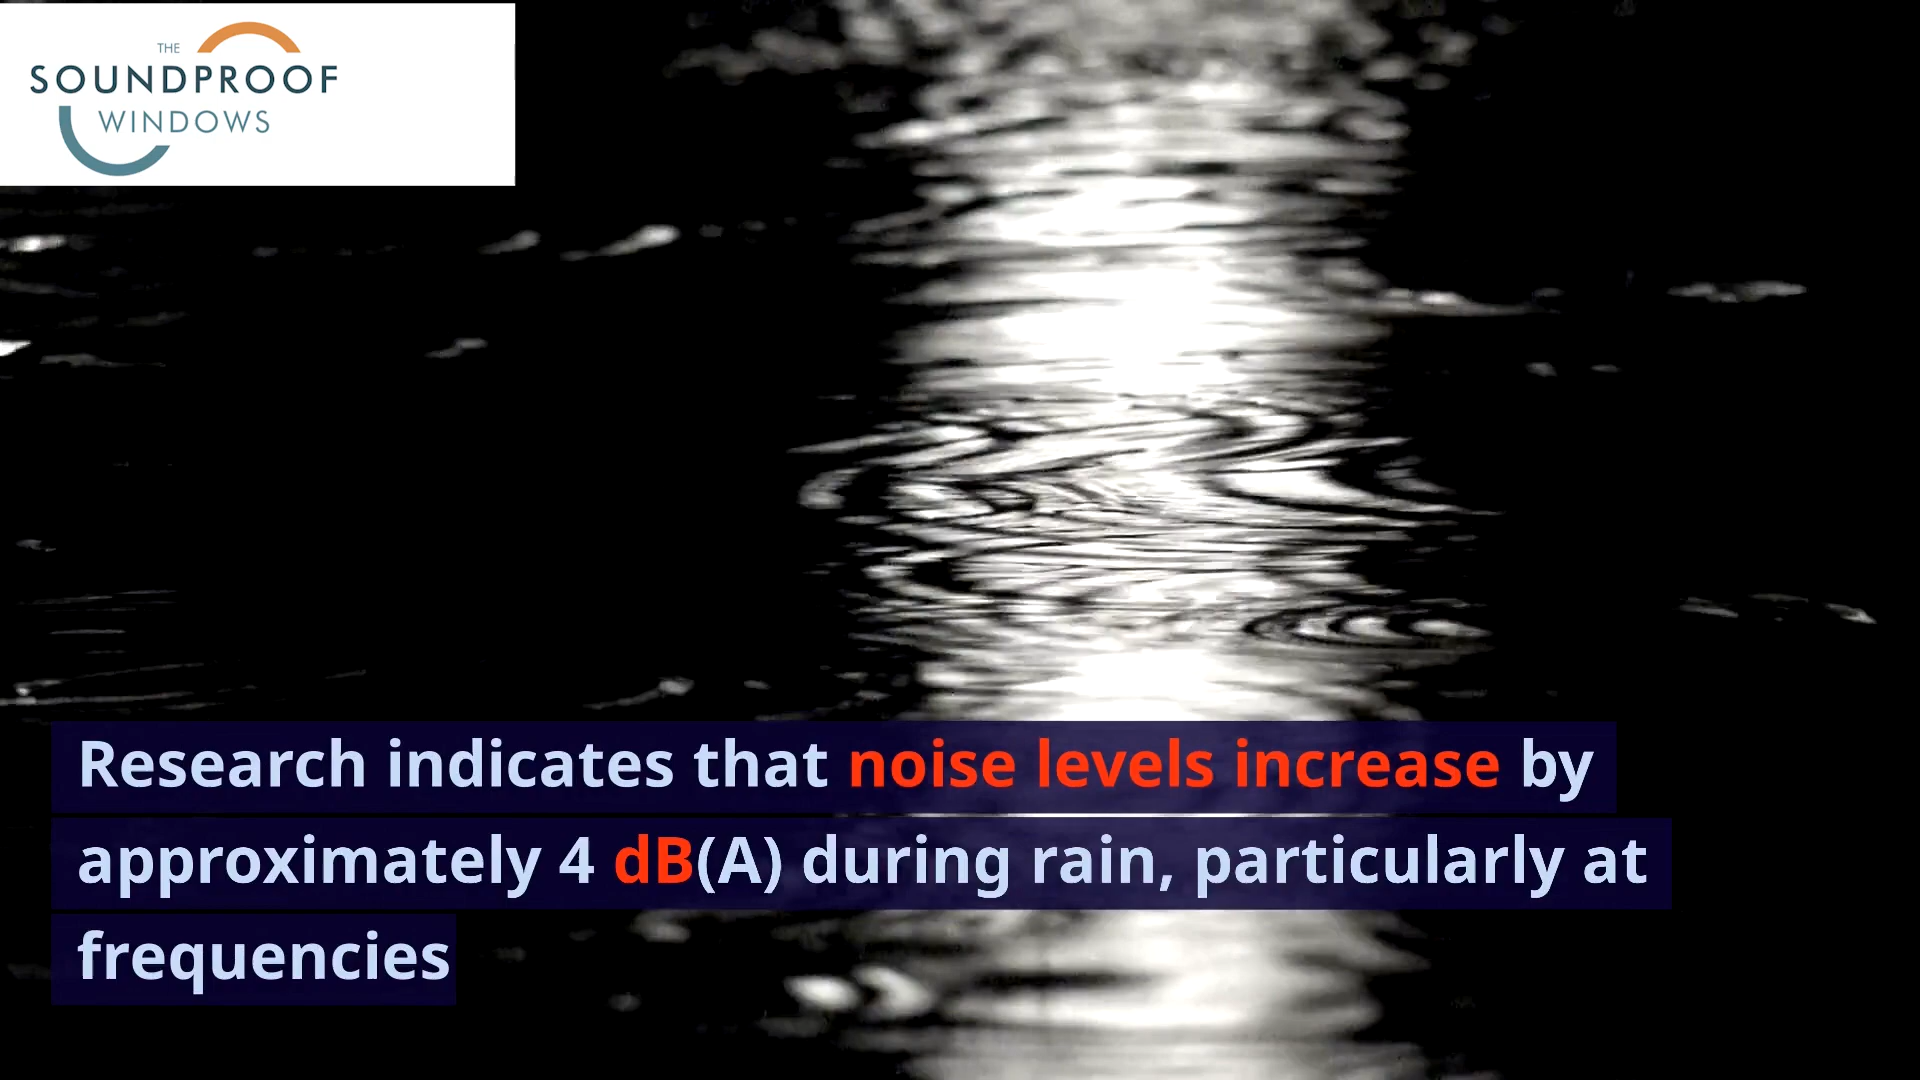 THE
SOUNDPROOF
WINDOWS
Research indicates that noise levels increase by
approximately 4 dB(A) during rain, particularly at
frequencies